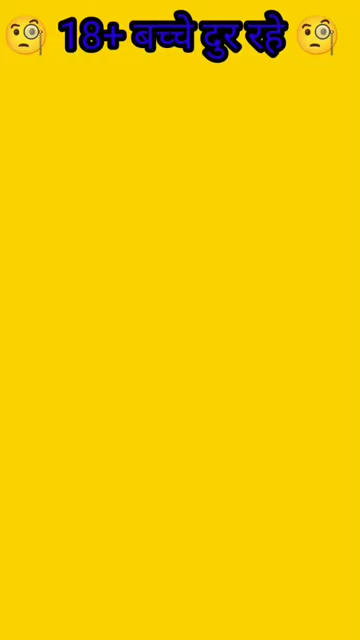 🧐 18+ बच्चे दुर रहे 🧐